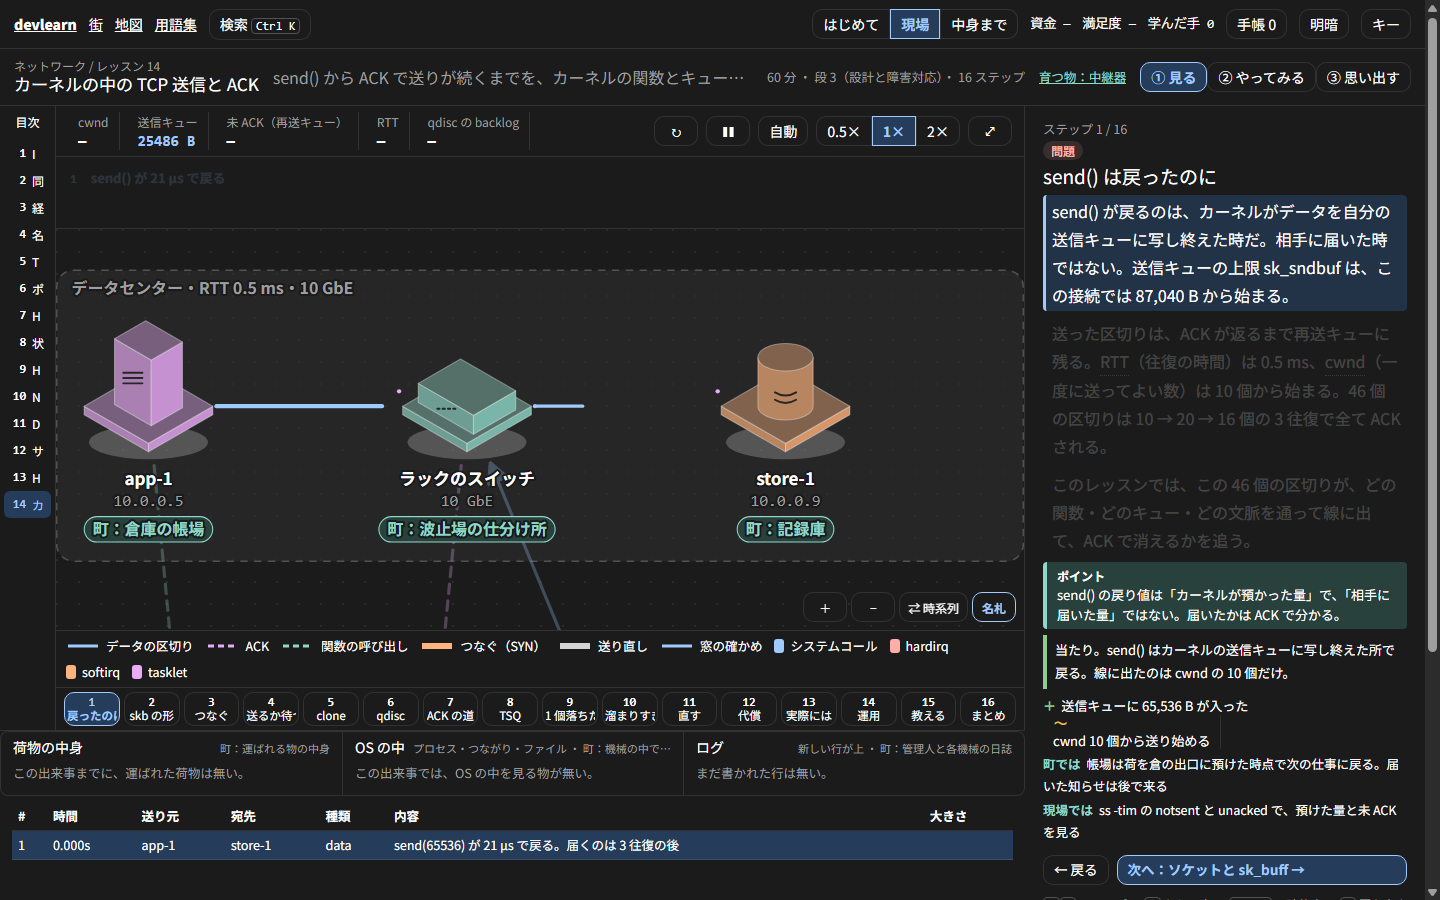 devlearn 街 地図 用語集 検索 Ctrl K はじめて 現場 中身まで 資金 — 満足度 — 学んだ手 0 手帳 0 明暗 キー
ネットワーク / レッスン 14
カーネルの中の TCP 送信と ACK send() から ACK で送りが続くまでを、カーネルの関数とキュー… 60 分 ・ 段 3（設計と障害対応）・ 16 ステップ 育つ物：中継器 ① 見る ② やってみる ③ 思い出す
目次
1 I
2 同
3 経
4 名
5 T
6 ポ
7 H
8 状
9 H
10 N
11 D
12 サ
13 H
14 カ
cwnd 送信キュー 未 ACK（再送キュー） RTT qdisc の backlog
— 25486 B — — —
↻ 自動 0.5× 1× 2× ⤢
1 send() が 21 μs で戻る
データセンター・RTT 0.5 ms・10 GbE
app-1 ラックのスイッチ store-1
10.0.0.5 10 GbE 10.0.0.9
町：倉庫の帳場 町：波止場の仕分け所 町：記録庫
+ − ⇄ 時系列 名札
データの区切り ACK 関数の呼び出し つなぐ（SYN） 送り直し 窓の確かめ システムコール hardirq
softirq tasklet
1 2 3 4 5 6 7 8 9 10 11 12 13 14 15 16
戻ったのに skb の形 つなぐ 送るか待つ clone qdisc ACK の道 TSQ 1 個落ちた 溜まりすぎ 直す 代償 実際には 運用 教える まとめ
荷物の中身 町：運ばれる物の中身
この出来事までに、運ばれた荷物は無い。
OS の中 プロセス・つながり・ファイル ・ 町：機械の中で…
この出来事では、OS の中を見る物が無い。
ログ 新しい行が上 ・ 町：管理人と各機械の日誌
まだ書かれた行は無い。
# 時間 送り元 宛先 種類 内容 大きさ
1 0.000s app-1 store-1 data send(65536) が 21 μs で戻る。届くのは 3 往復の後
ステップ 1 / 16
問題
send() は戻ったのに
send() が戻るのは、カーネルがデータを自分の
送信キューに写し終えた時だ。相手に届いた時
ではない。送信キューの上限 sk_sndbuf は、こ
の接続では 87,040 B から始まる。
送った区切りは、ACK が返るまで再送キューに
残る。RTT（往復の時間）は 0.5 ms、cwnd（一
度に送ってよい数）は 10 個から始まる。46 個
の区切りは 10 → 20 → 16 個の 3 往復で全て ACK
される。
このレッスンでは、この 46 個の区切りが、どの
関数・どのキュー・どの文脈を通って線に出
て、ACK で消えるかを追う。
ポイント
send() の戻り値は「カーネルが預かった量」で、「相手に
届いた量」ではない。届いたかは ACK で分かる。
当たり。send() はカーネルの送信キューに写し終えた所で
戻る。線に出たのは cwnd の 10 個だけ。
+ 送信キューに 65,536 B が入った
〜
cwnd 10 個から送り始める
町では 帳場は荷を倉の出口に預けた時点で次の仕事に戻る。届
いた知らせは後で来る
現場では ss -tim の notsent と unacked で、預けた量と未 ACK
を見る
← 戻る 次へ：ソケットと sk_buff →